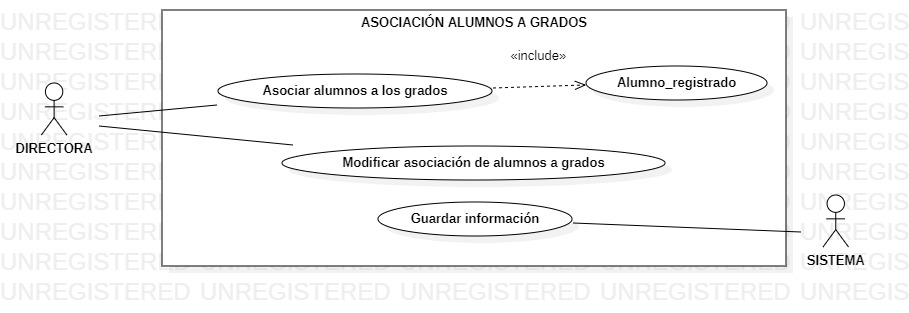 ASOCIACIÓN ALUMNOS A GRADOS
«include»
Asociar alumnos a los grados
Alumno_registrado
DIRECTORA
Modificar asociación de alumnos a grados
Guardar información
SISTEMA
UNREGISTERED UNREGISTERED UNREGISTERED UNREGISTERED UNREGIS